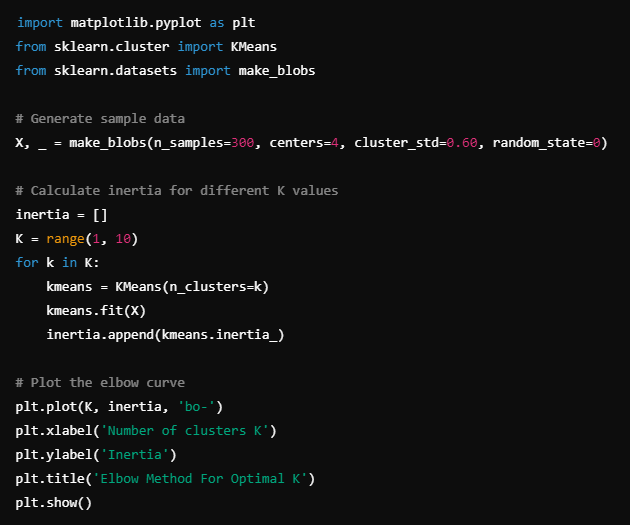 import matplotlib.pyplot as plt
from sklearn.cluster import KMeans
from sklearn.datasets import make_blobs

# Generate sample data
X, _ = make_blobs(n_samples=300, centers=4, cluster_std=0.60, random_state=0)

# Calculate inertia for different K values
inertia = []
K = range(1, 10)
for k in K:
    kmeans = KMeans(n_clusters=k)
    kmeans.fit(X)
    inertia.append(kmeans.inertia_)

# Plot the elbow curve
plt.plot(K, inertia, 'bo-')
plt.xlabel('Number of clusters K')
plt.ylabel('Inertia')
plt.title('Elbow Method For Optimal K')
plt.show()